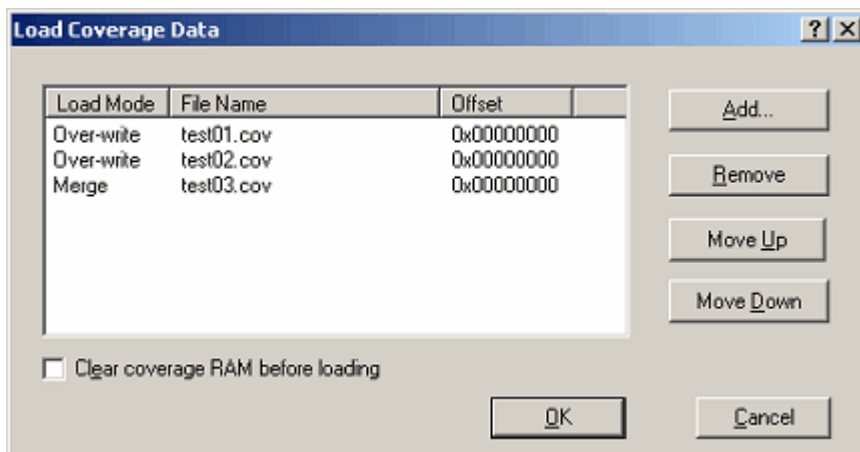 Load Coverage Data
Load Mode File Name Offset
Over-write test01.cov 0x00000000
Over-write test02.cov 0x00000000
Merge test03.cov 0x00000000
Add...
Remove
Move Up
Move Down
Clear coverage RAM before loading
OK Cancel